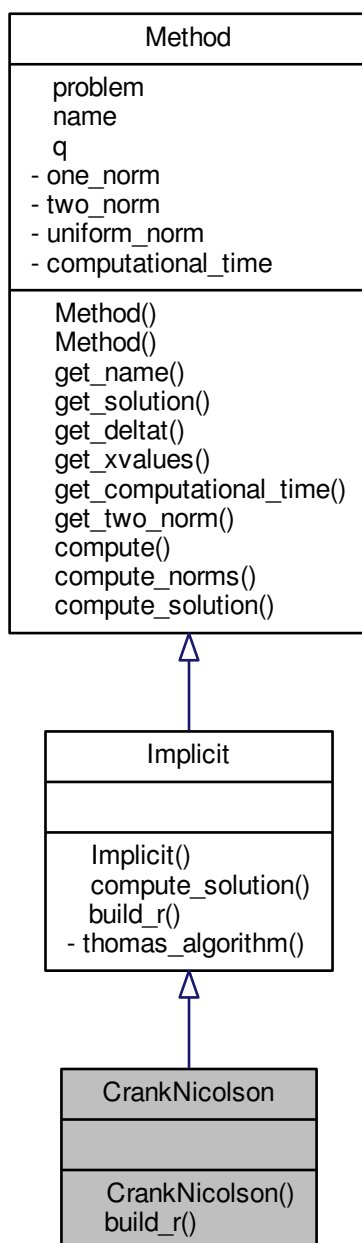 Method
problem
name
q
- one_norm
- two_norm
- uniform_norm
- computational_time
Method()
Method()
get_name()
get_solution()
get_deltat()
get_xvalues()
get_computational_time()
get_two_norm()
compute()
compute_norms()
compute_solution()
Implicit
Implicit()
compute_solution()
build_r()
- thomas_algorithm()
CrankNicolson
CrankNicolson()
build_r()